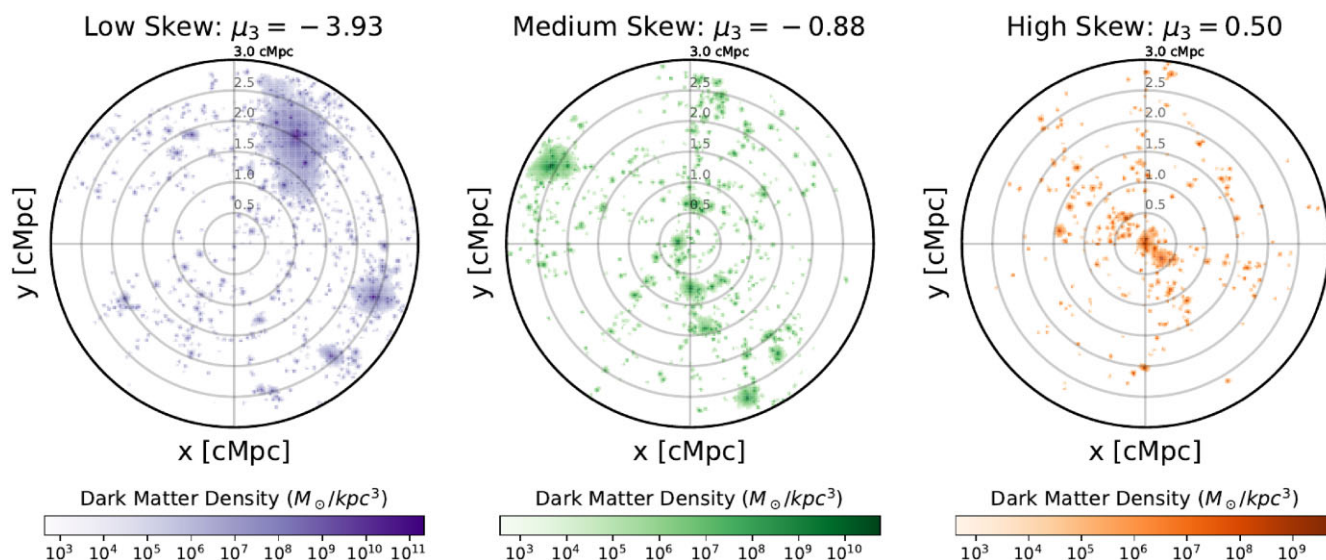 Low Skew: μ₃ = − 3.93
3.0 cMpc
2.5
2.0
1.5
1.0
0.5
y [cMpc]
x [cMpc]
Dark Matter Density (M⊙/kpc³)
10³ 10⁴ 10⁵ 10⁶ 10⁷ 10⁸ 10⁹ 10¹⁰ 10¹¹
Medium Skew: μ₃ = − 0.88
3.0 cMpc
2.5
2.0
1.5
1.0
0.5
y [cMpc]
x [cMpc]
Dark Matter Density (M⊙/kpc³)
10³ 10⁴ 10⁵ 10⁶ 10⁷ 10⁸ 10⁹ 10¹⁰
High Skew: μ₃ = 0.50
3.0 cMpc
2.5
2.0
1.5
1.0
0.5
y [cMpc]
x [cMpc]
Dark Matter Density (M⊙/kpc³)
10³ 10⁴ 10⁵ 10⁶ 10⁷ 10⁸ 10⁹